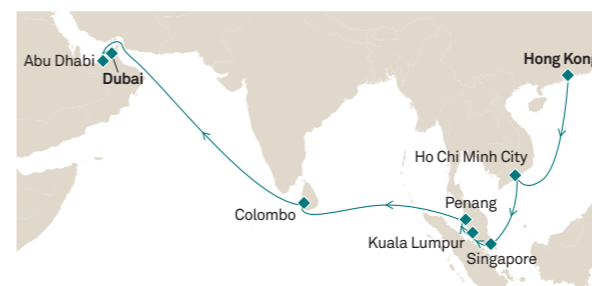 Abu Dhabi
Dubai
Hong Kong
Ho Chi Minh City
Penang
Colombo
Kuala Lumpur
Singapore